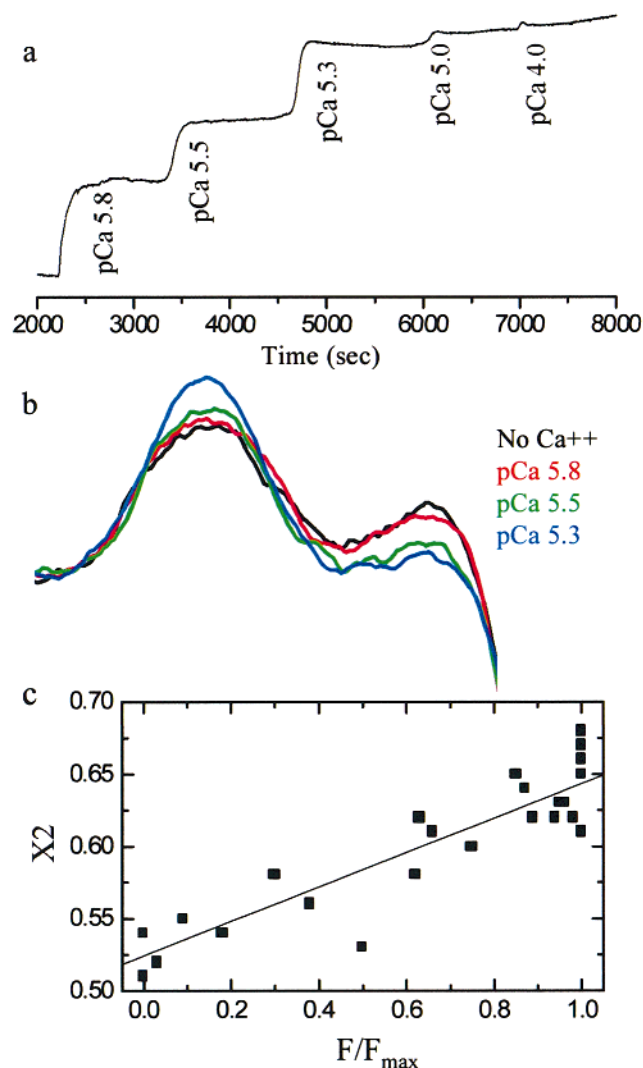 a
pCa 5.8
pCa 5.5
pCa 5.3
pCa 5.0
pCa 4.0
2000 3000 4000 5000 6000 7000 8000
Time (sec)
b
No Ca++
pCa 5.8
pCa 5.5
pCa 5.3
c
0.70
0.65
0.60
0.55
0.50
X2
0.0 0.2 0.4 0.6 0.8 1.0
F/Fmax